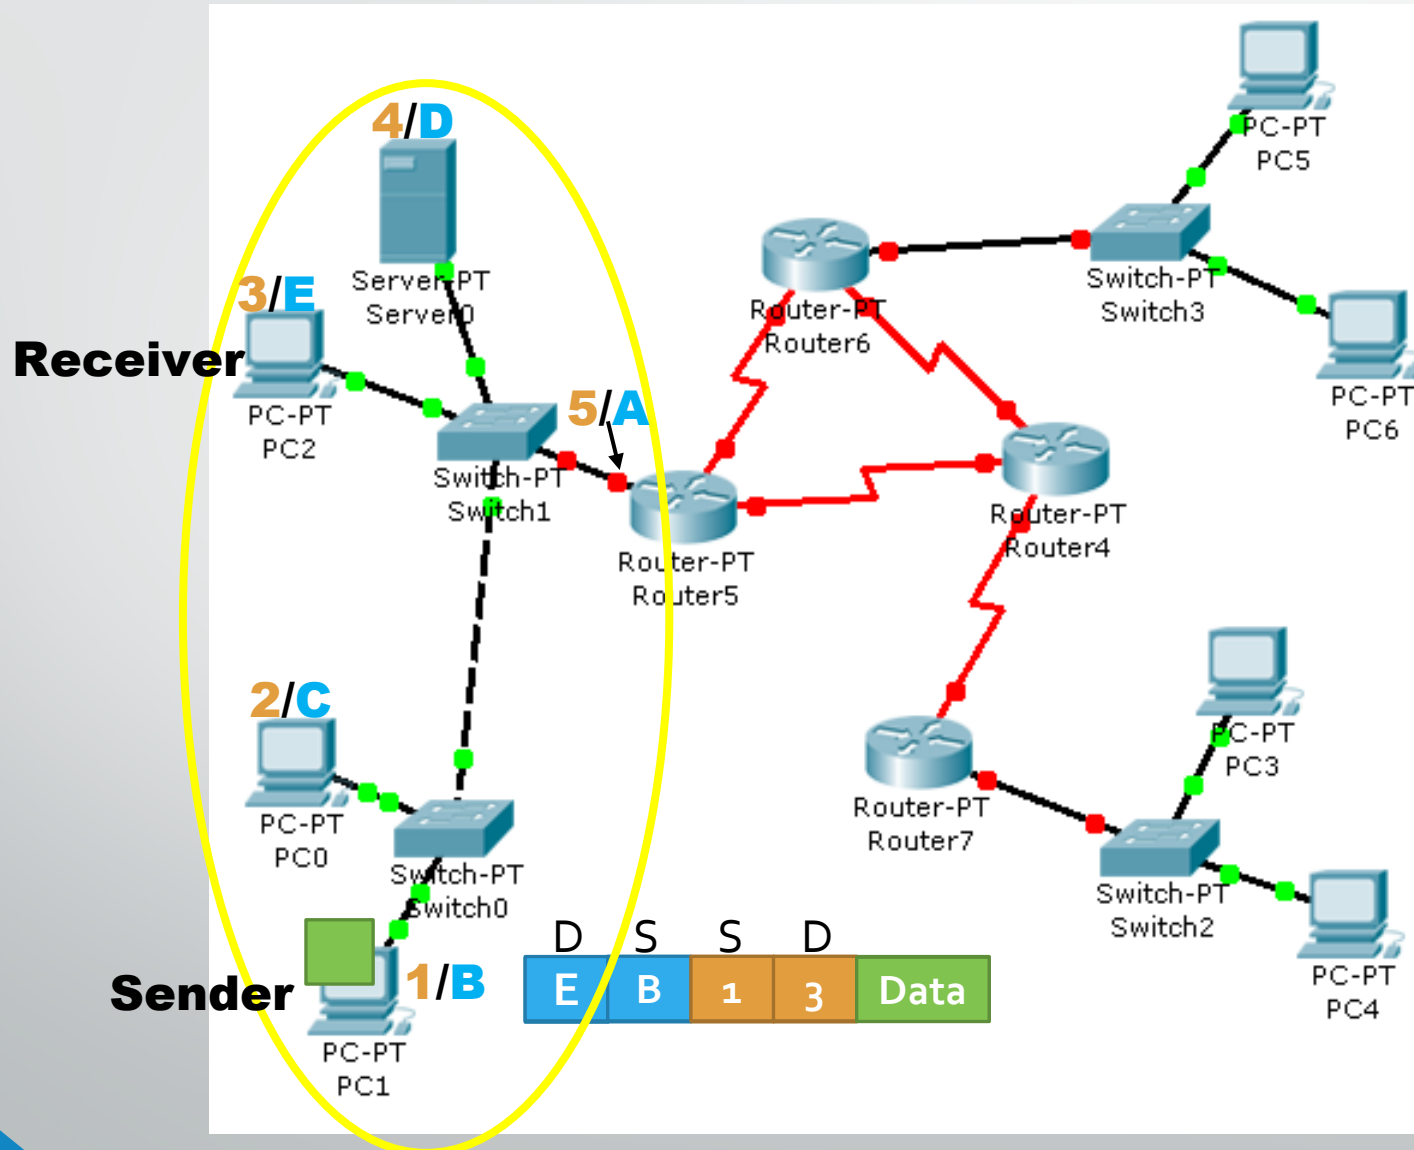 4/D
Server-PT
Server0
3/E
Receiver
PC-PT
PC2
5/A
Switch-PT
Switch1
Router-PT
Router5
Router-PT
Router6
Router-PT
Router4
PC-PT
PC5
Switch-PT
Switch3
PC-PT
PC6
2/C
PC-PT
PC0
Switch-PT
Switch0
Sender
1/B
PC-PT
PC1
D S S D
E B 1 3 Data
Router-PT
Router7
PC-PT
PC3
Switch-PT
Switch2
PC-PT
PC4